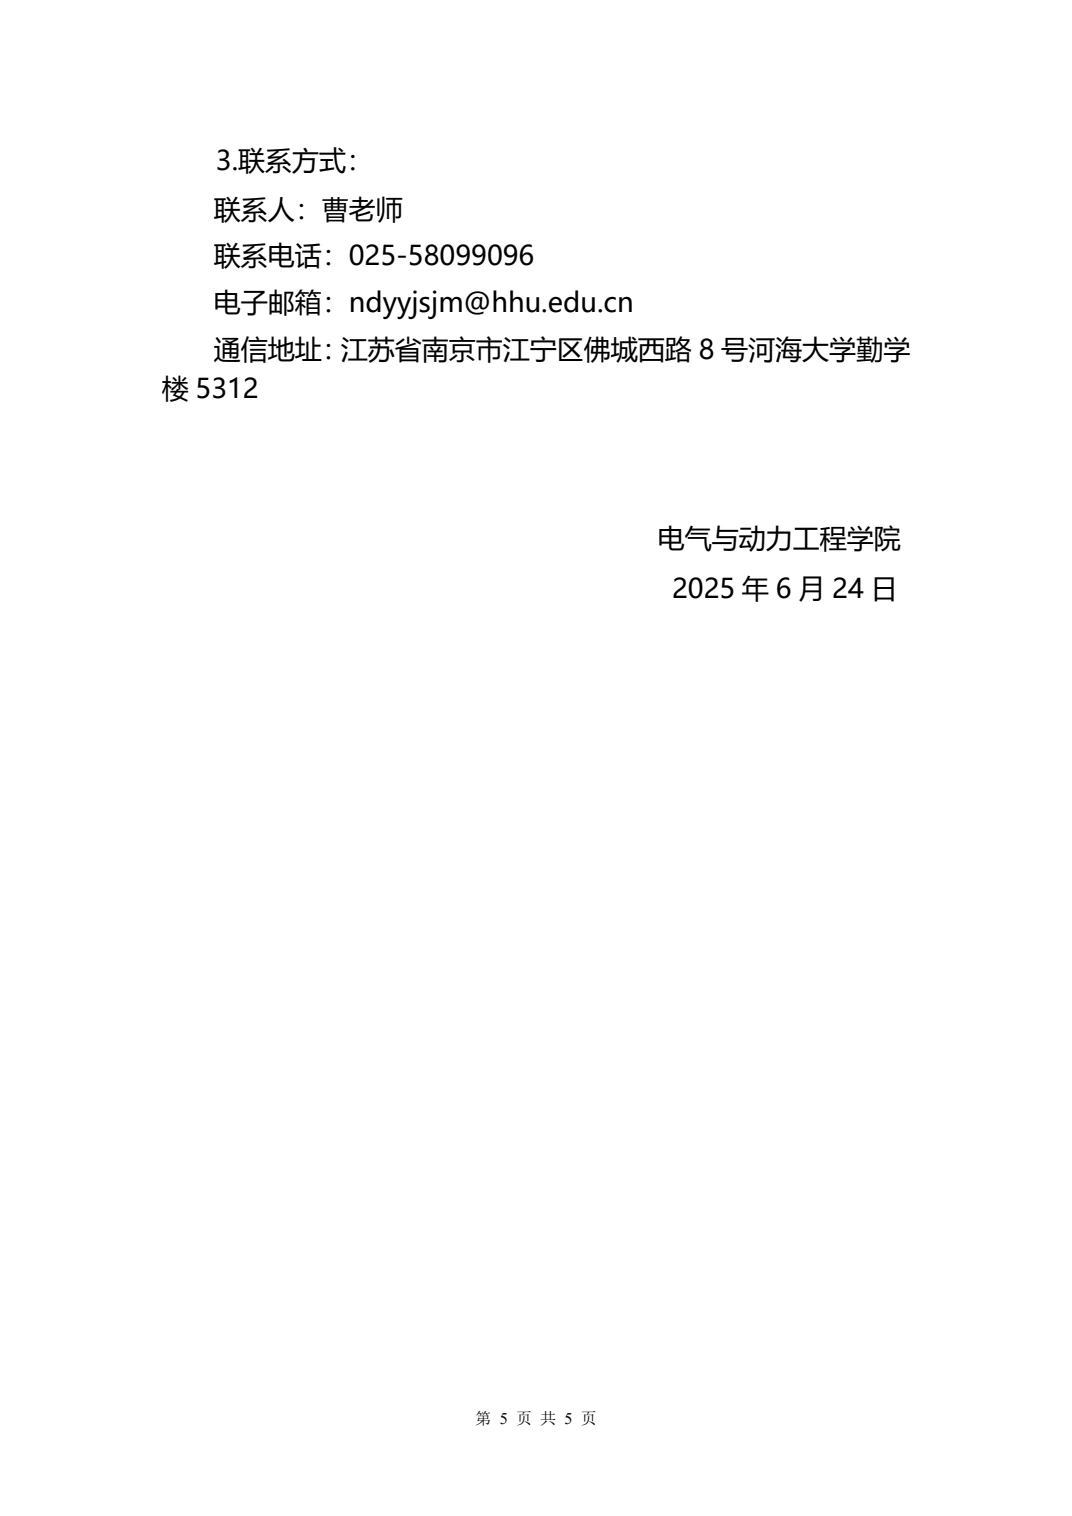 3.联系方式：
联系人：曹老师
联系电话：025-58099096
电子邮箱：ndyyjsjm@hhu.edu.cn
通信地址：江苏省南京市江宁区佛城西路 8 号河海大学勤学
楼 5312
电气与动力工程学院
2025 年 6 月 24 日
第 5 页 共 5 页